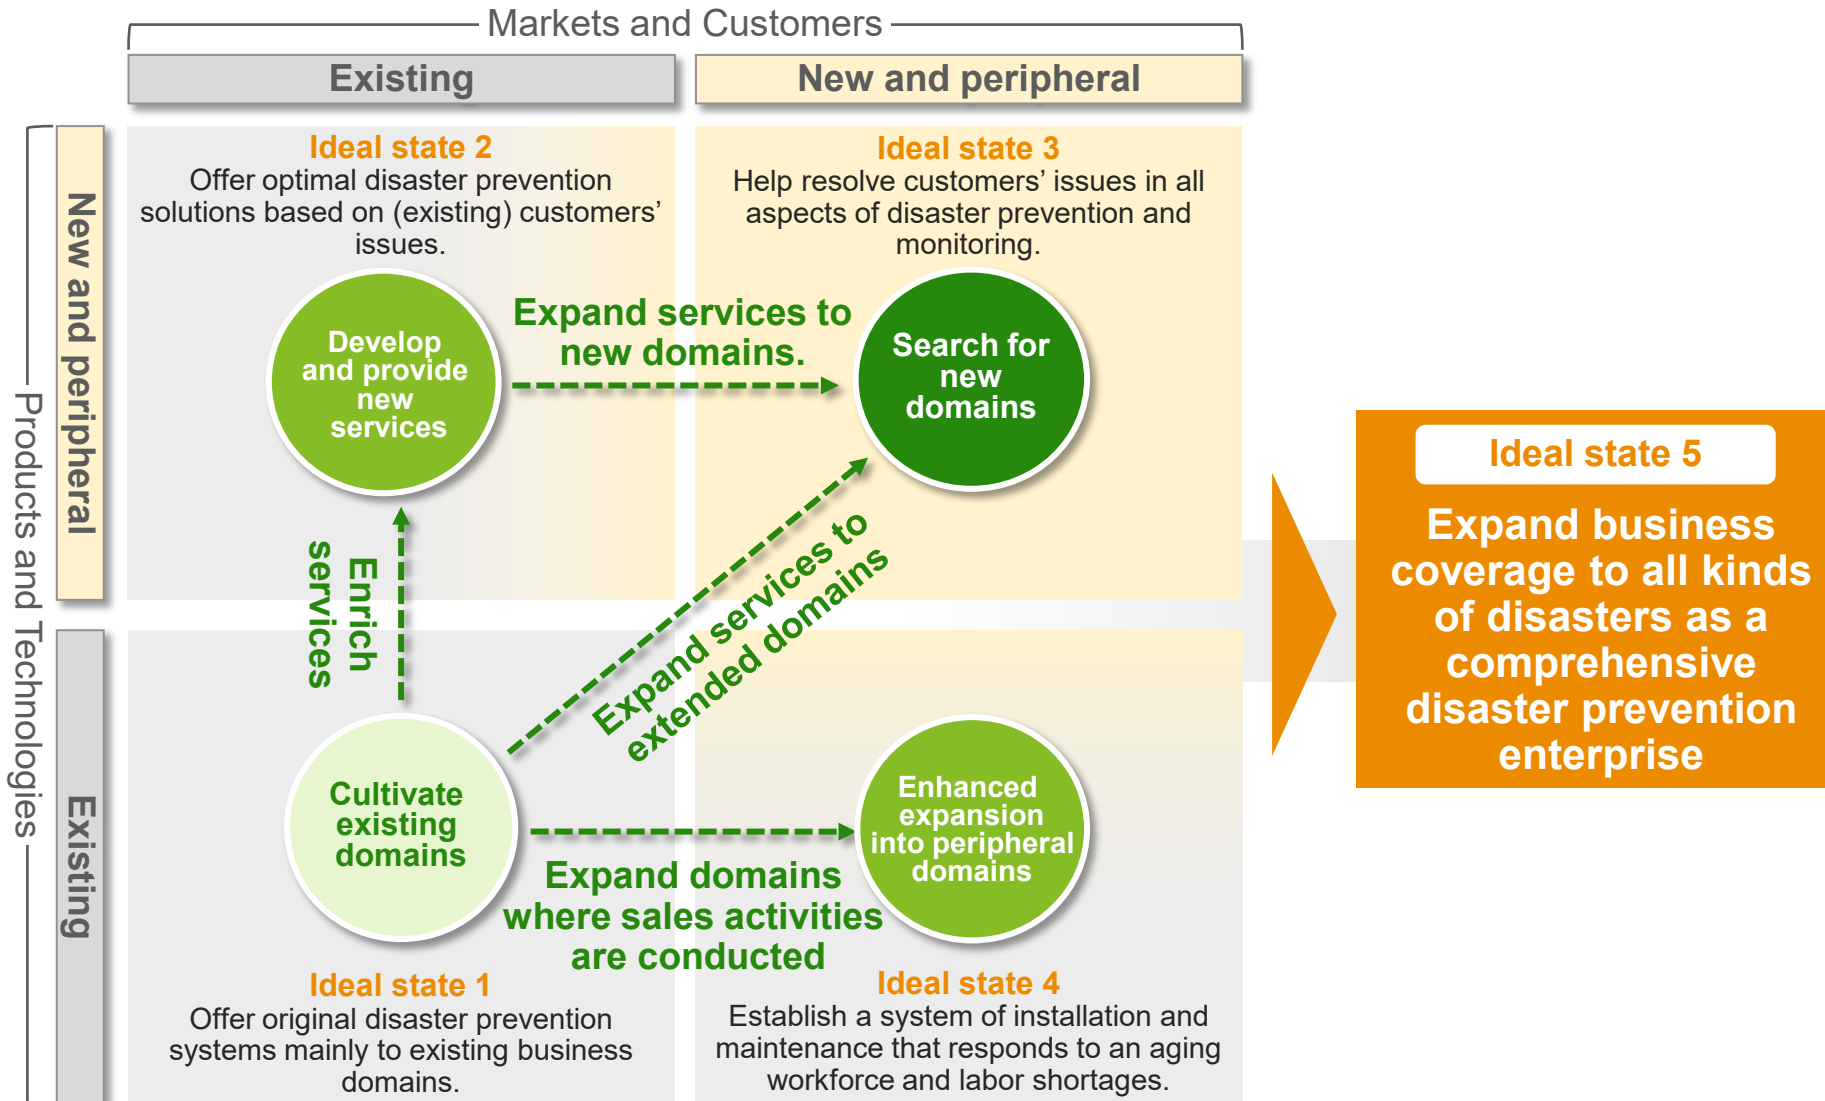 Markets and Customers
Existing
New and peripheral
Products and Technologies
New and peripheral
Existing
Ideal state 2
Offer optimal disaster prevention
solutions based on (existing) customers’
issues.
Develop
and provide
new
services
Expand services to
new domains.
Ideal state 3
Help resolve customers’ issues in all
aspects of disaster prevention and
monitoring.
Search for
new
domains
Enrich
services
Expand services to
extended domains
Cultivate
existing
domains
Expand domains
where sales activities
are conducted
Enhanced
expansion
into peripheral
domains
Ideal state 1
Offer original disaster prevention
systems mainly to existing business
domains.
Ideal state 4
Establish a system of installation and
maintenance that responds to an aging
workforce and labor shortages.
Ideal state 5
Expand business
coverage to all kinds
of disasters as a
comprehensive
disaster prevention
enterprise